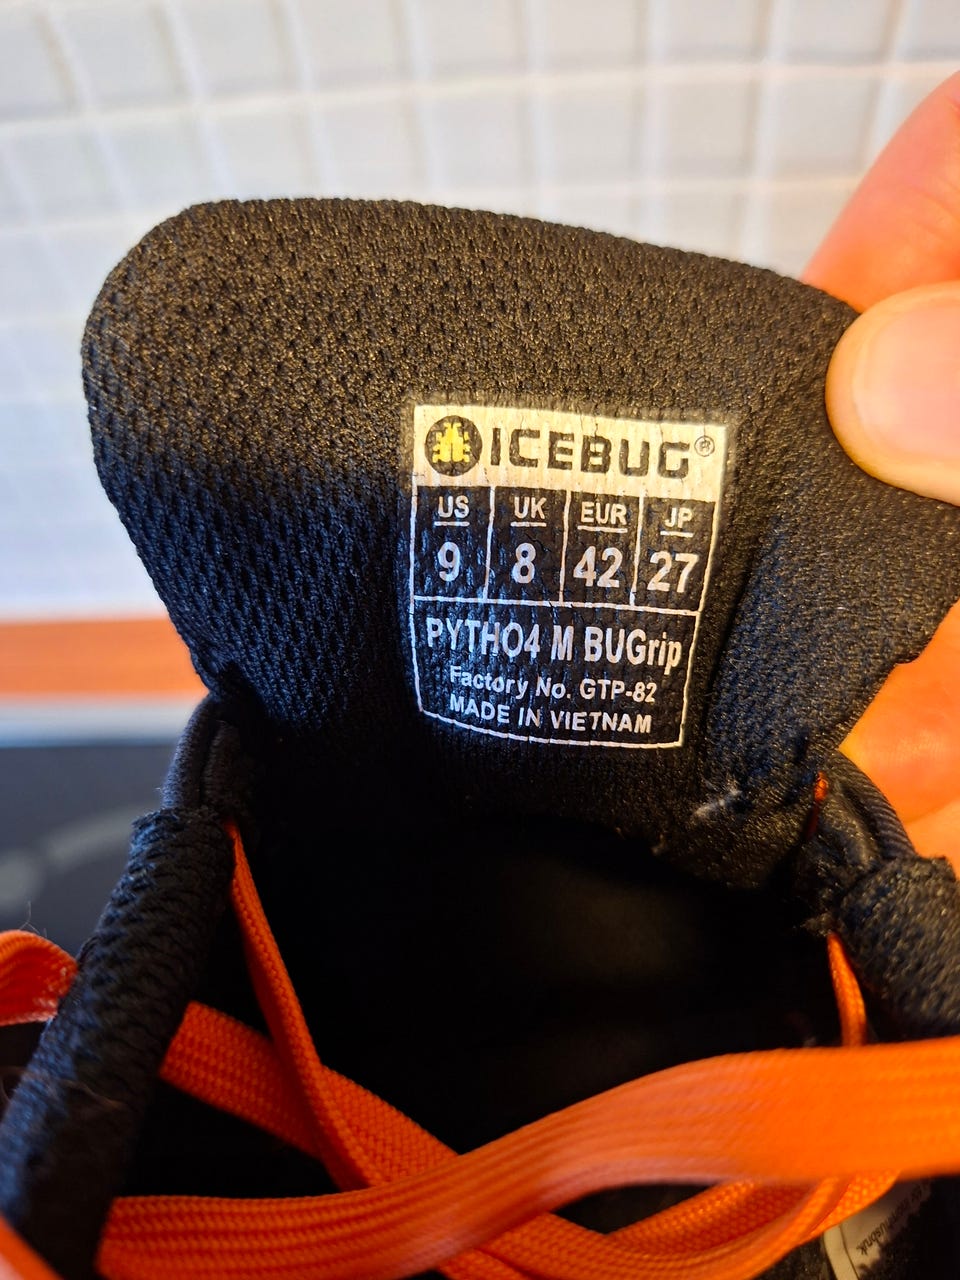 ICEBUG®
US UK EUR JP
9 8 42 27
PYTHO4 M BUGrip
Factory No. GTP-82
MADE IN VIETNAM